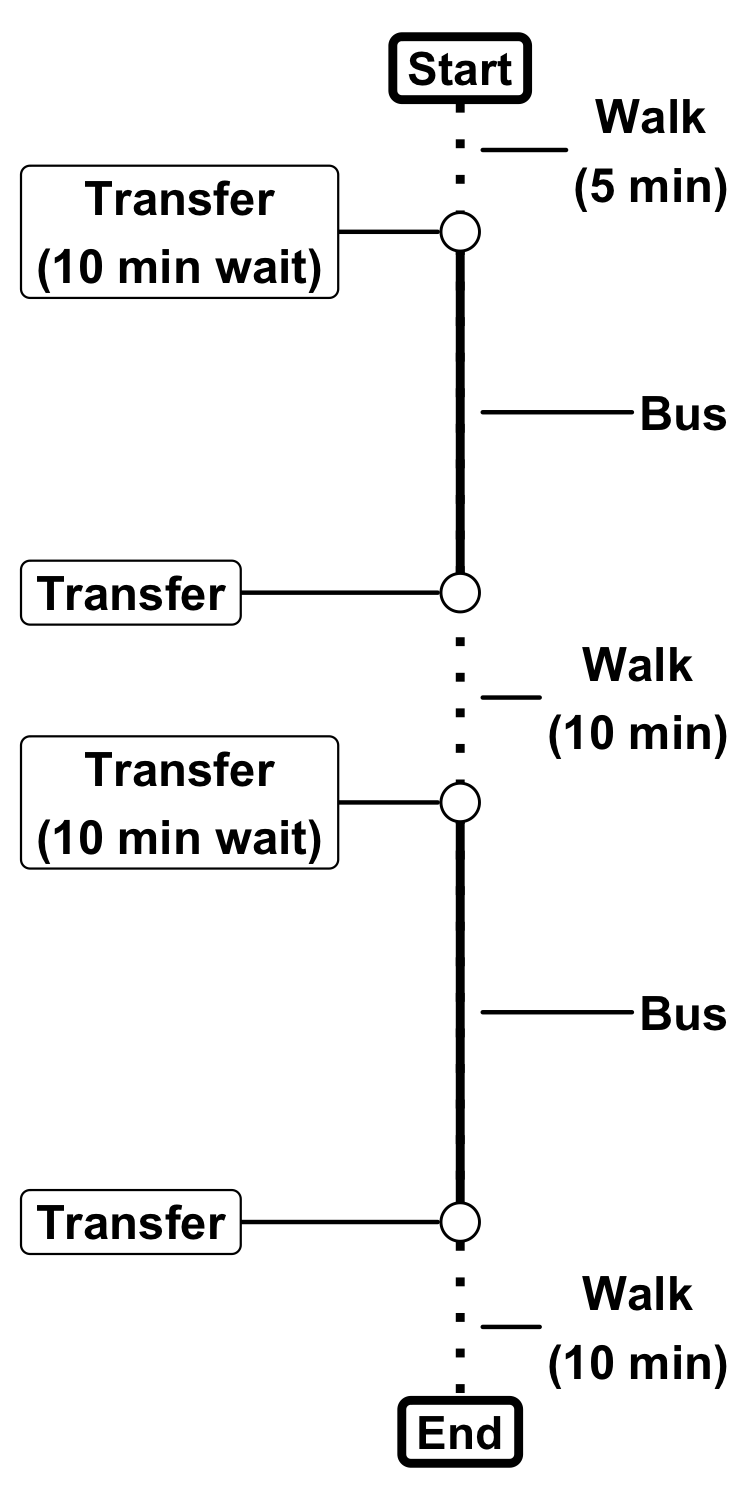 Start
Walk
(5 min)
Transfer
(10 min wait)
Bus
Transfer
Walk
(10 min)
Transfer
(10 min wait)
Bus
Transfer
Walk
(10 min)
End